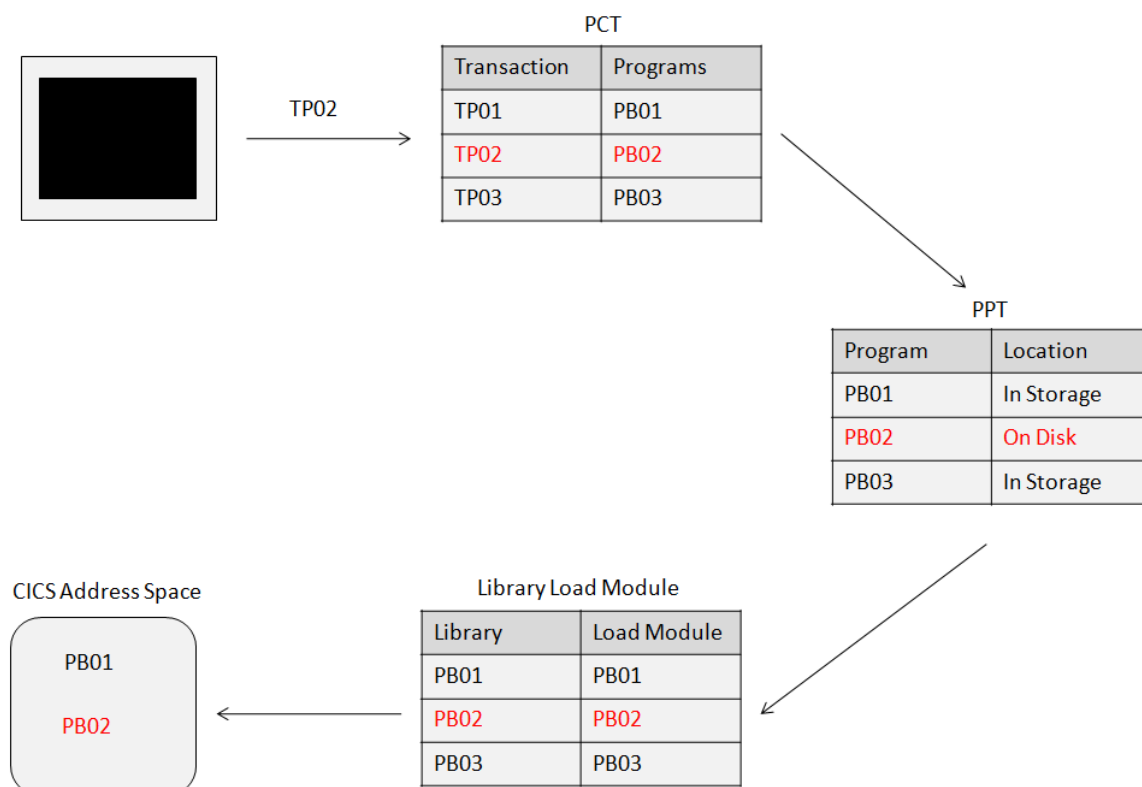 PCT
Transaction Programs
TP02
TP01 PB01
TP02 PB02
TP03 PB03
PPT
Program Location
PB01 In Storage
PB02 On Disk
PB03 In Storage
Library Load Module
Library Load Module
PB01 PB01
PB02 PB02
PB03 PB03
CICS Address Space
PB01
PB02